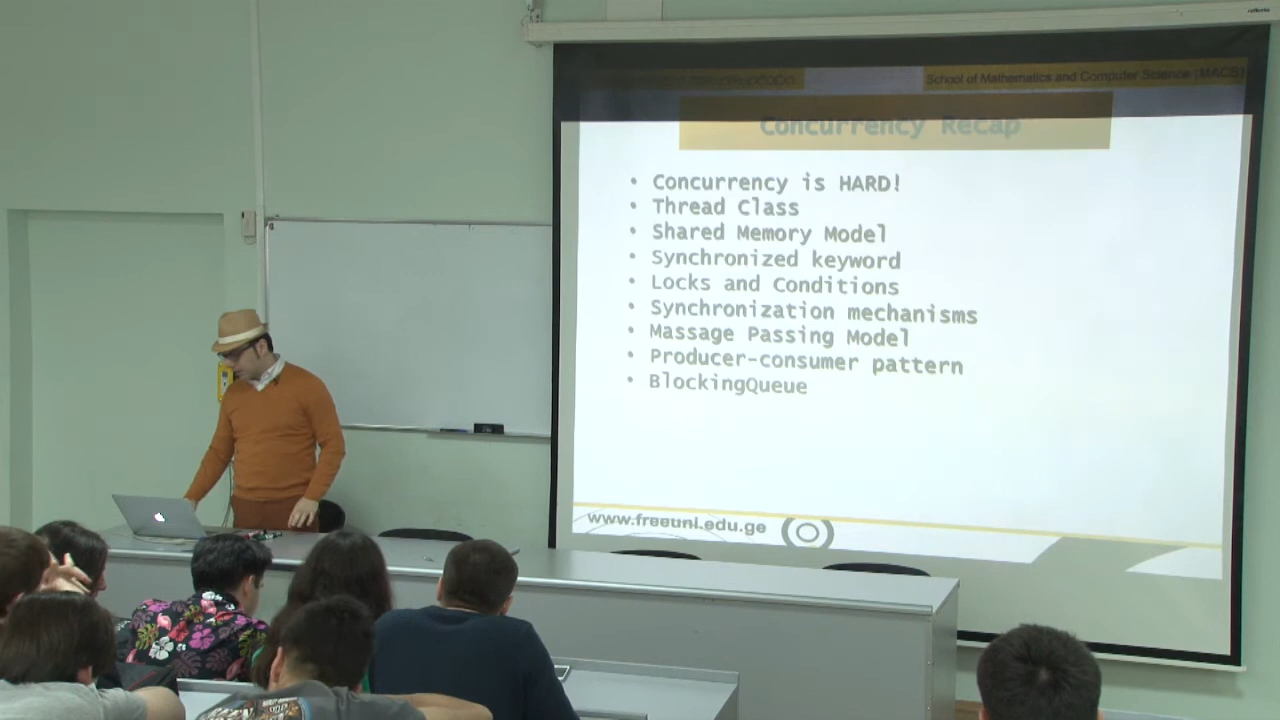 School of Mathematics and Computer Science (MACS)
Concurrency Recap
• Concurrency is HARD!
• Thread Class
• Shared Memory Model
• Synchronized keyword
• Locks and Conditions
• Synchronization mechanisms
• Massage Passing Model
• Producer-consumer pattern
• BlockingQueue
www.freeuni.edu.ge